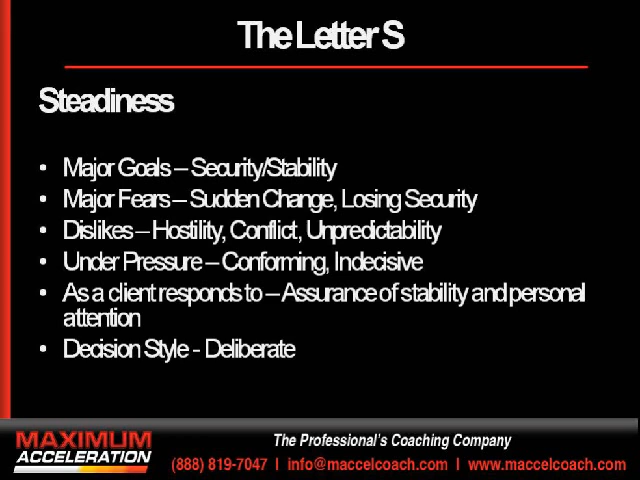 The Letter S
Steadiness
• Major Goals – Security/Stability
• Major Fears – Sudden Change, Losing Security
• Dislikes – Hostility, Conflict, Unpredictability
• Under Pressure – Conforming, Indecisive
• As a client responds to – Assurance of stability and personal
attention
• Decision Style - Deliberate
MAXIMUM
ACCELERATION
The Professional's Coaching Company
(888) 819-7047 | info@maccelcoach.com | www.maccelcoach.com